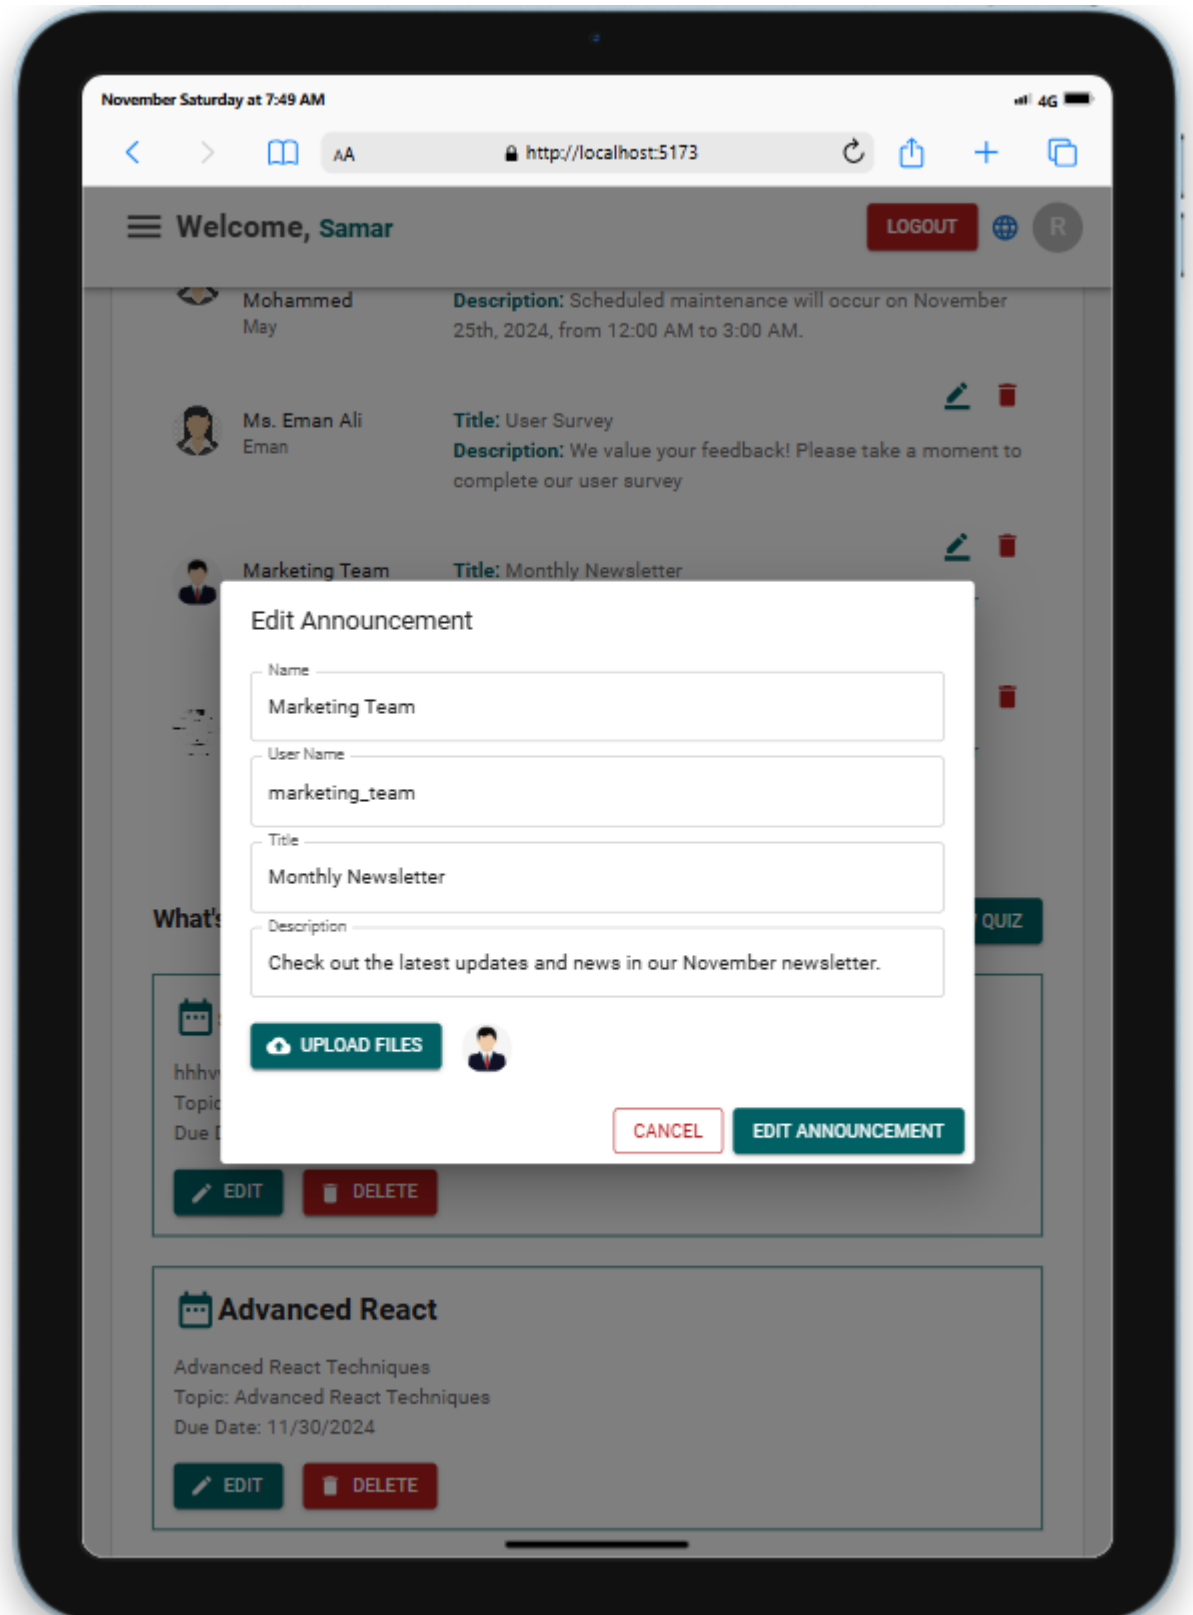 November Saturday at 7:49 AM
4G
AA
http://localhost:5173
Welcome, Samar
LOGOUT
R
Mohammed
May
Description: Scheduled maintenance will occur on November
25th, 2024, from 12:00 AM to 3:00 AM.
Ms. Eman Ali
Eman
Title: User Survey
Description: We value your feedback! Please take a moment to
complete our user survey
Marketing Team
Title: Monthly Newsletter
Edit Announcement
Name
Marketing Team
User Name
marketing_team
Title
Monthly Newsletter
Description
Check out the latest updates and news in our November newsletter.
UPLOAD FILES
CANCEL
EDIT ANNOUNCEMENT
What's
QUIZ
Due
EDIT
DELETE
Advanced React
Advanced React Techniques
Topic: Advanced React Techniques
Due Date: 11/30/2024
EDIT
DELETE